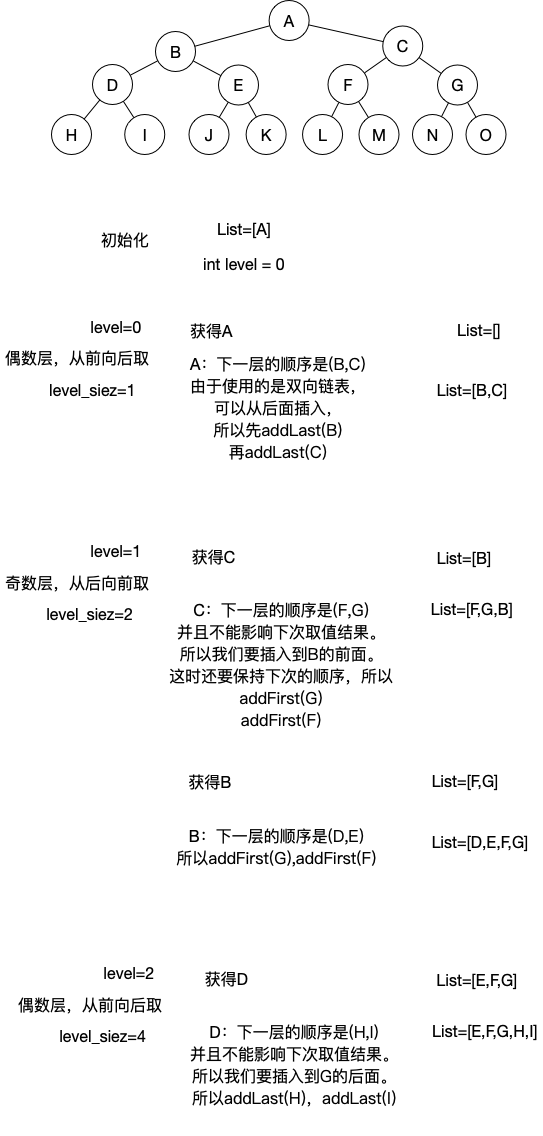 A
B
C
D
E
F
G
H
I
J
K
L
M
N
O
初始化
List=[A]
int level = 0
level=0
获得A
List=[]
偶数层，从前向后取
A：下一层的顺序是(B,C)
level_siez=1
由于使用的是双向链表，
List=[B,C]
可以从后面插入，
所以先addLast(B)
再addLast(C)
level=1
获得C
List=[B]
奇数层，从后向前取
level_siez=2
C：下一层的顺序是(F,G)
List=[F,G,B]
并且不能影响下次取值结果。
所以我们要插入到B的前面。
这时还要保持下次的顺序，所以
addFirst(G)
addFirst(F)
获得B
List=[F,G]
B：下一层的顺序是(D,E)
List=[D,E,F,G]
所以addFirst(G),addFirst(F)
level=2
获得D
List=[E,F,G]
偶数层，从前向后取
level_siez=4
D：下一层的顺序是(H,I)
List=[E,F,G,H,I]
并且不能影响下次取值结果。
所以我们要插入到G的后面。
所以addLast(H)，addLast(I)